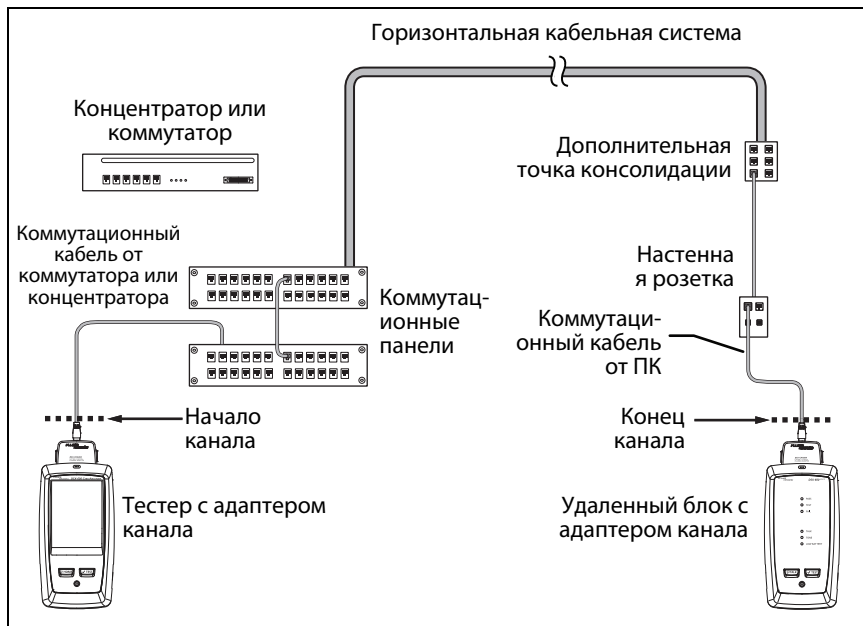 Горизонтальная кабельная система
Концентратор или
коммутатор
Дополнительная
точка консолидации
Коммутационный
кабель от
коммутатора или
концентратора
Коммутац-
ионные
панели
Настенна
я розетка
Коммутаци-
онный кабель
от ПК
Начало
канала
Конец
канала
Тестер с адаптером
канала
Удаленный блок с
адаптером канала